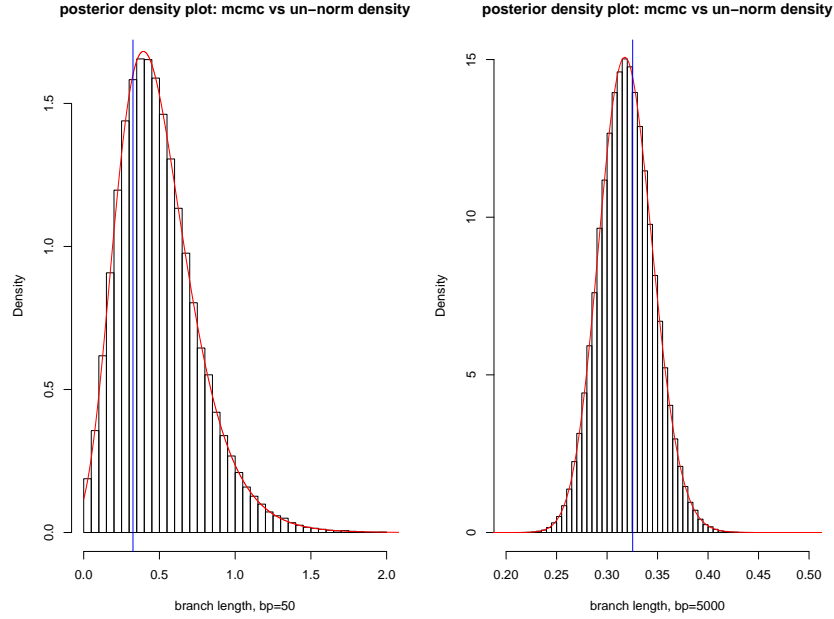 posterior density plot: mcmc vs un-norm density
Density
0.0
0.5
1.0
1.5
0.0 0.5 1.0 1.5 2.0
branch length, bp=50
posterior density plot: mcmc vs un-norm density
Density
0
5
10
15
0.20 0.30 0.35 0.40 0.45 0.50
branch length, bp=5000